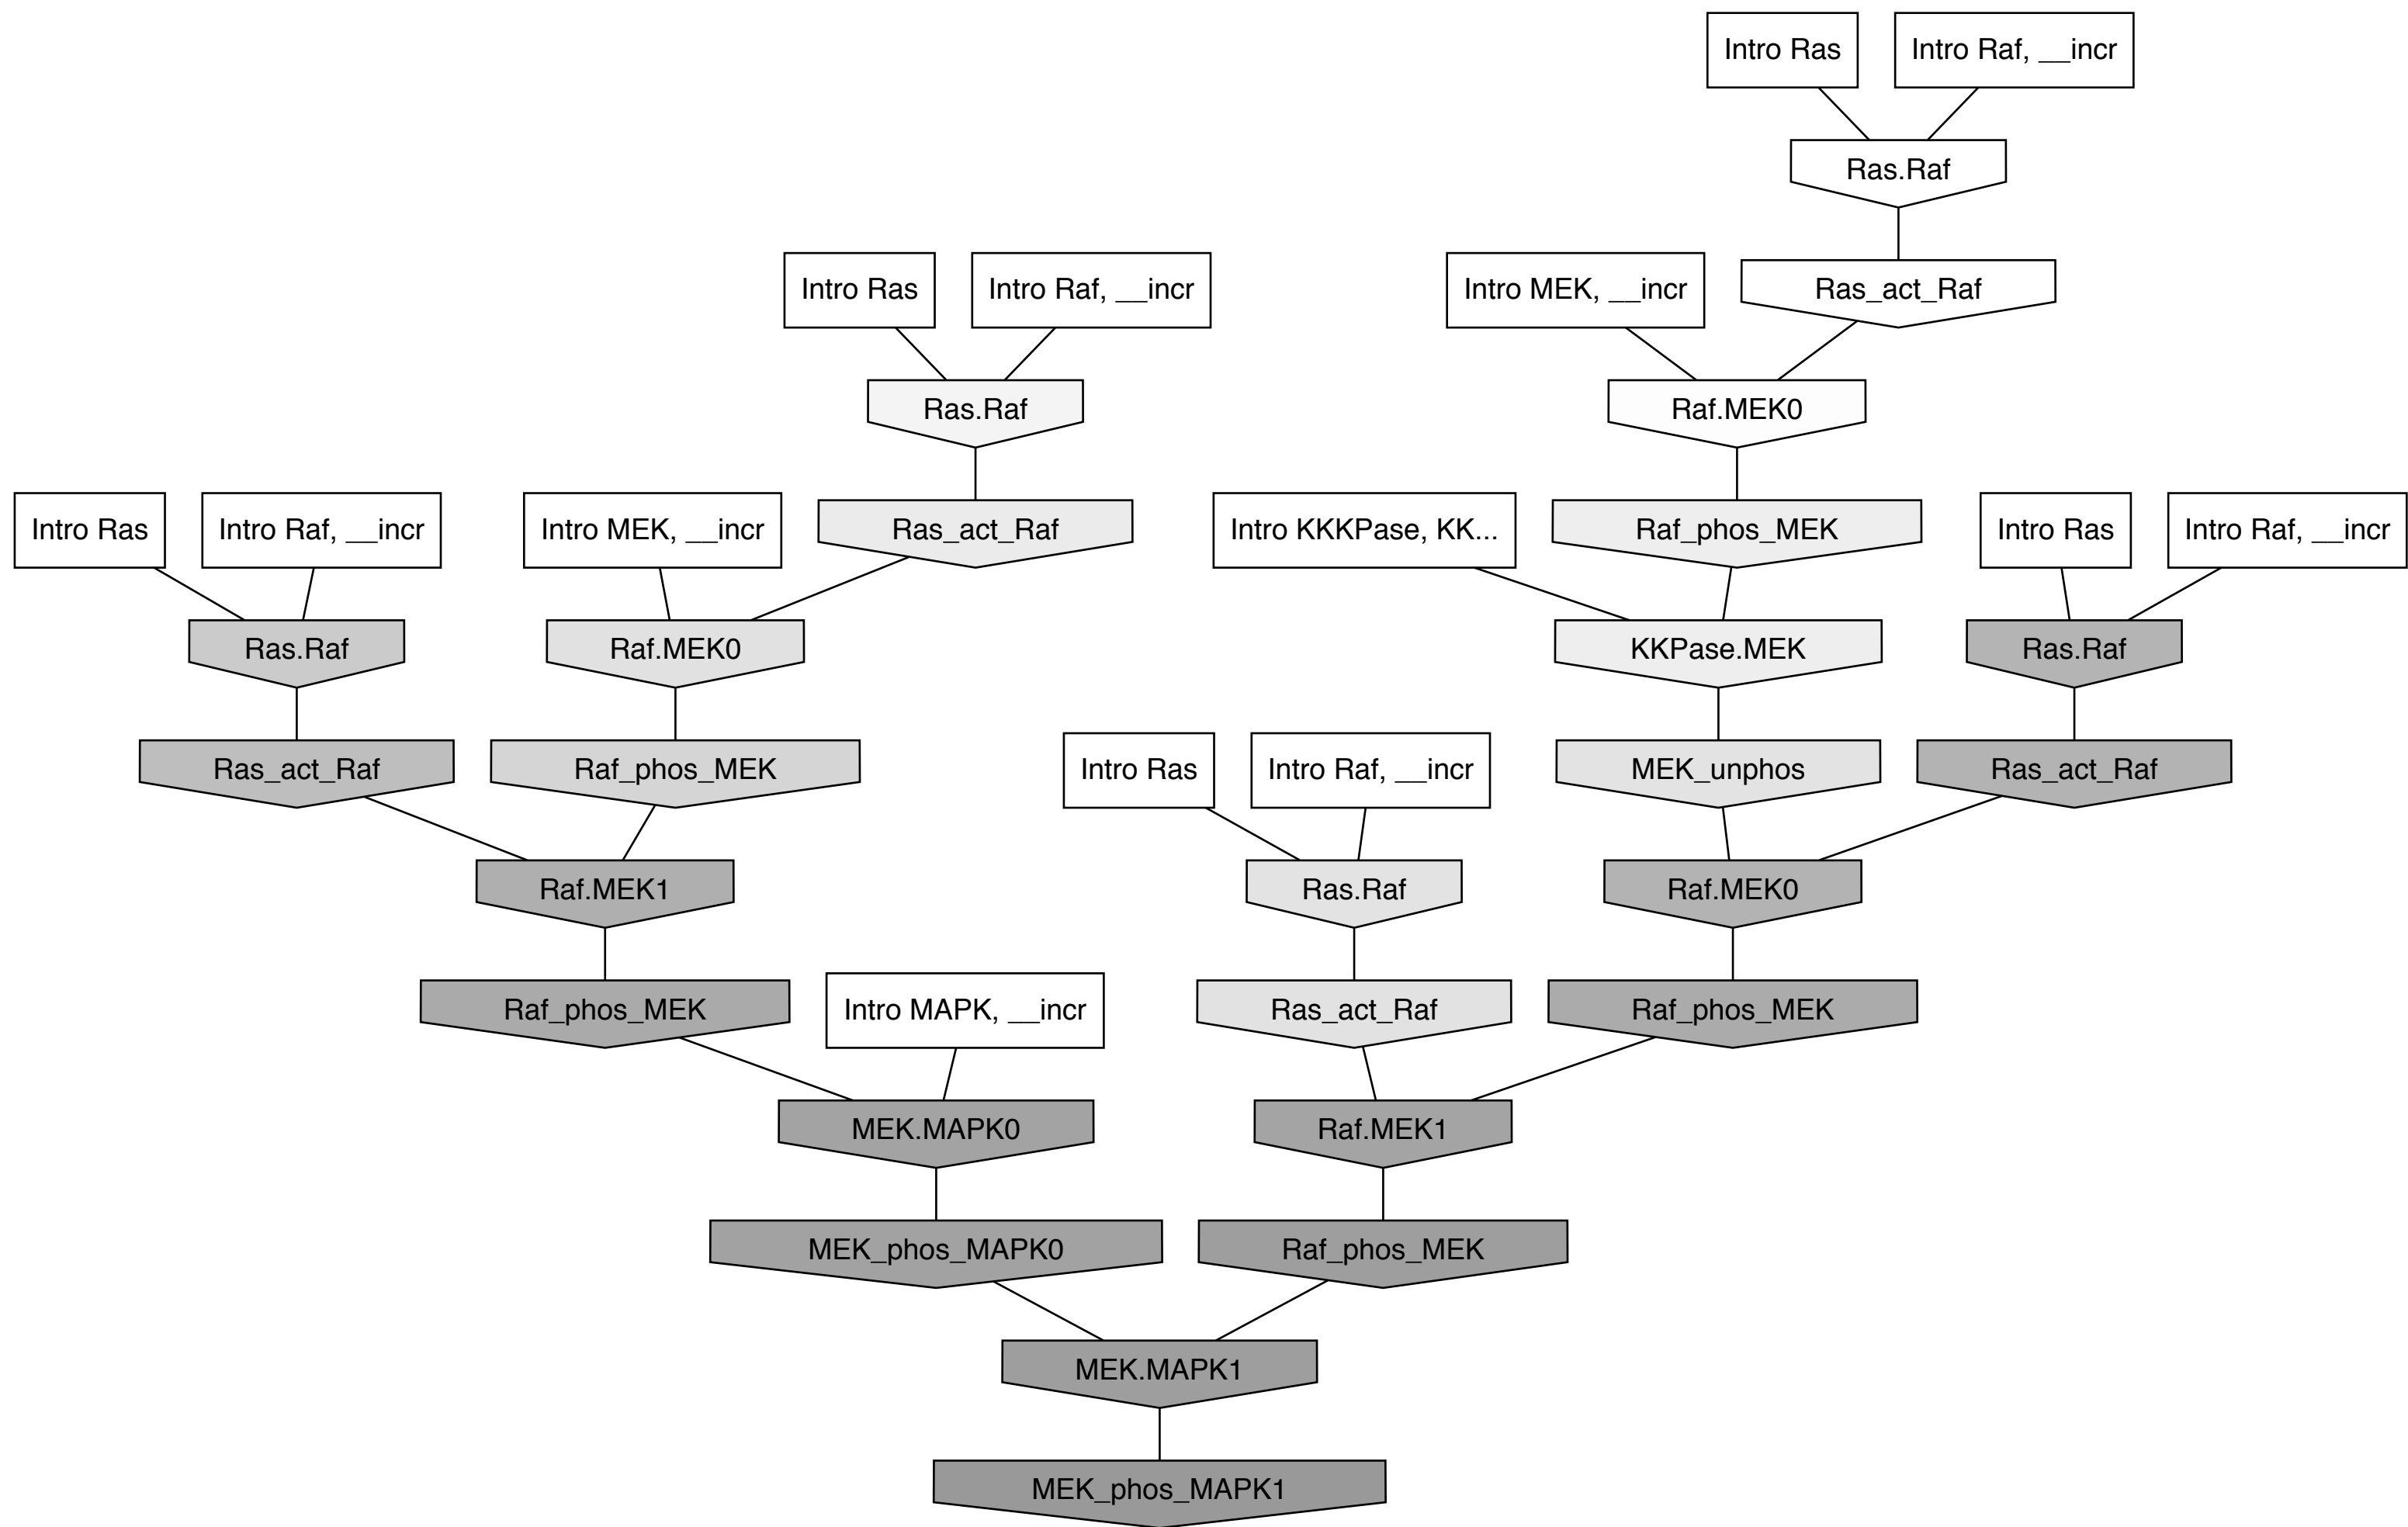 Intro Ras
Intro Raf, __incr
Ras.Raf
Intro Ras
Intro Raf, __incr
Intro MEK, __incr
Ras_act_Raf
Ras.Raf
Raf.MEK0
Intro Ras
Intro Raf, __incr
Intro MEK, __incr
Ras_act_Raf
Intro KKKPase, KK...
Raf_phos_MEK
Intro Ras
Intro Raf, __incr
Ras.Raf
Raf.MEK0
KKPase.MEK
Ras.Raf
Ras_act_Raf
Raf_phos_MEK
Intro Ras
Intro Raf, __incr
MEK_unphos
Ras_act_Raf
Raf.MEK1
Ras.Raf
Raf.MEK0
Raf_phos_MEK
Intro MAPK, __incr
Ras_act_Raf
Raf_phos_MEK
MEK.MAPK0
Raf.MEK1
MEK_phos_MAPK0
Raf_phos_MEK
MEK.MAPK1
MEK_phos_MAPK1